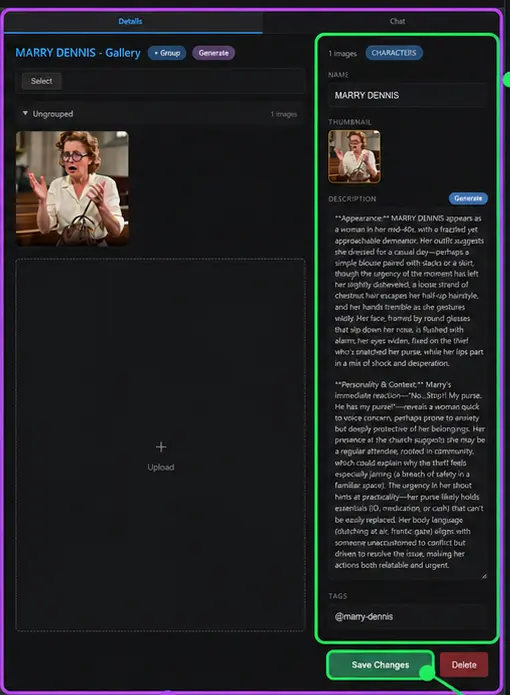 Details
Chat
MARRY DENNIS - Gallery
+ Group
Generate
Select
▼ Ungrouped
1 images
+
Upload
1 images
CHARACTERS
NAME
MARRY DENNIS
THUMBNAIL
DESCRIPTION
Generate
**Appearance:** MARRY DENNIS appears as
a woman in her mid-40s, with a frazzled yet
approachable demeanor. Her outfit suggests
she dressed for a casual day—perhaps a
simple blouse paired with slacks or a skirt,
though the urgency of the moment has left
her slightly disheveled, a loose strand of
chestnut hair escapes her half-up hairstyle,
and her hands tremble as she gestures
wildly. Her face, framed by round glasses
that slip down her nose, is flushed with
alarm, her eyes widen, fixed on the thief
who's snatched her purse, while her lips part
in a mix of shock and desperation.
**Personality & Context:** Marry's
immediate reaction—"No...Stop!! My purse.
He has my purse!"—reveals a woman quick
to voice concern, perhaps prone to anxiety
but deeply protective of her belongings. Her
presence at the church suggests she may be
a regular attendee, rooted in community,
which could explain why the theft feels
especially jarring (a breach of safety in a
familiar space). The urgency in her shout
hints at practicality—her purse likely holds
essentials (ID, medication, or cash) that can't
be easily replaced. Her body language
(clutching at air, frantic gaze) aligns with
someone unaccustomed to conflict but
driven to resolve the issue, making her
actions both relatable and urgent.
TAGS
@marry-dennis
Save Changes
Delete